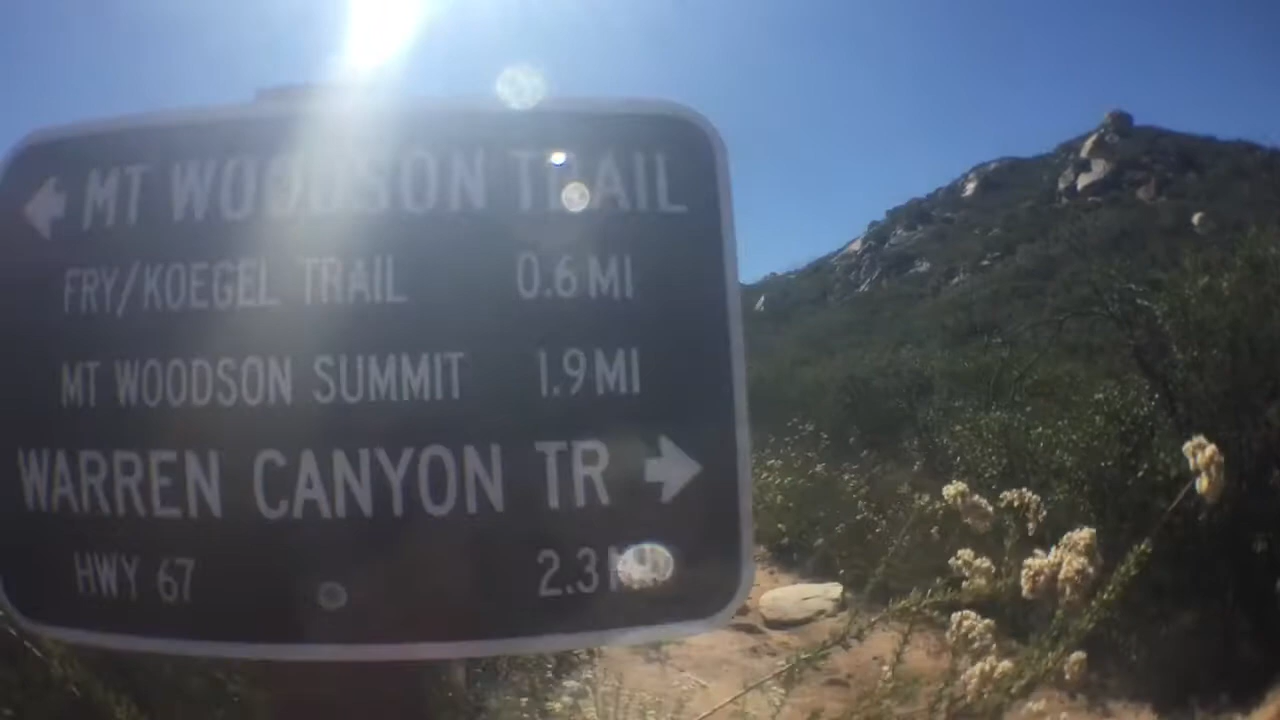 MT WOODSON TRAIL
FRY/KOEGEL TRAIL 0.6 MI
MT WOODSON SUMMIT 1.9 MI
WARREN CANYON TR
HWY 67 2.3